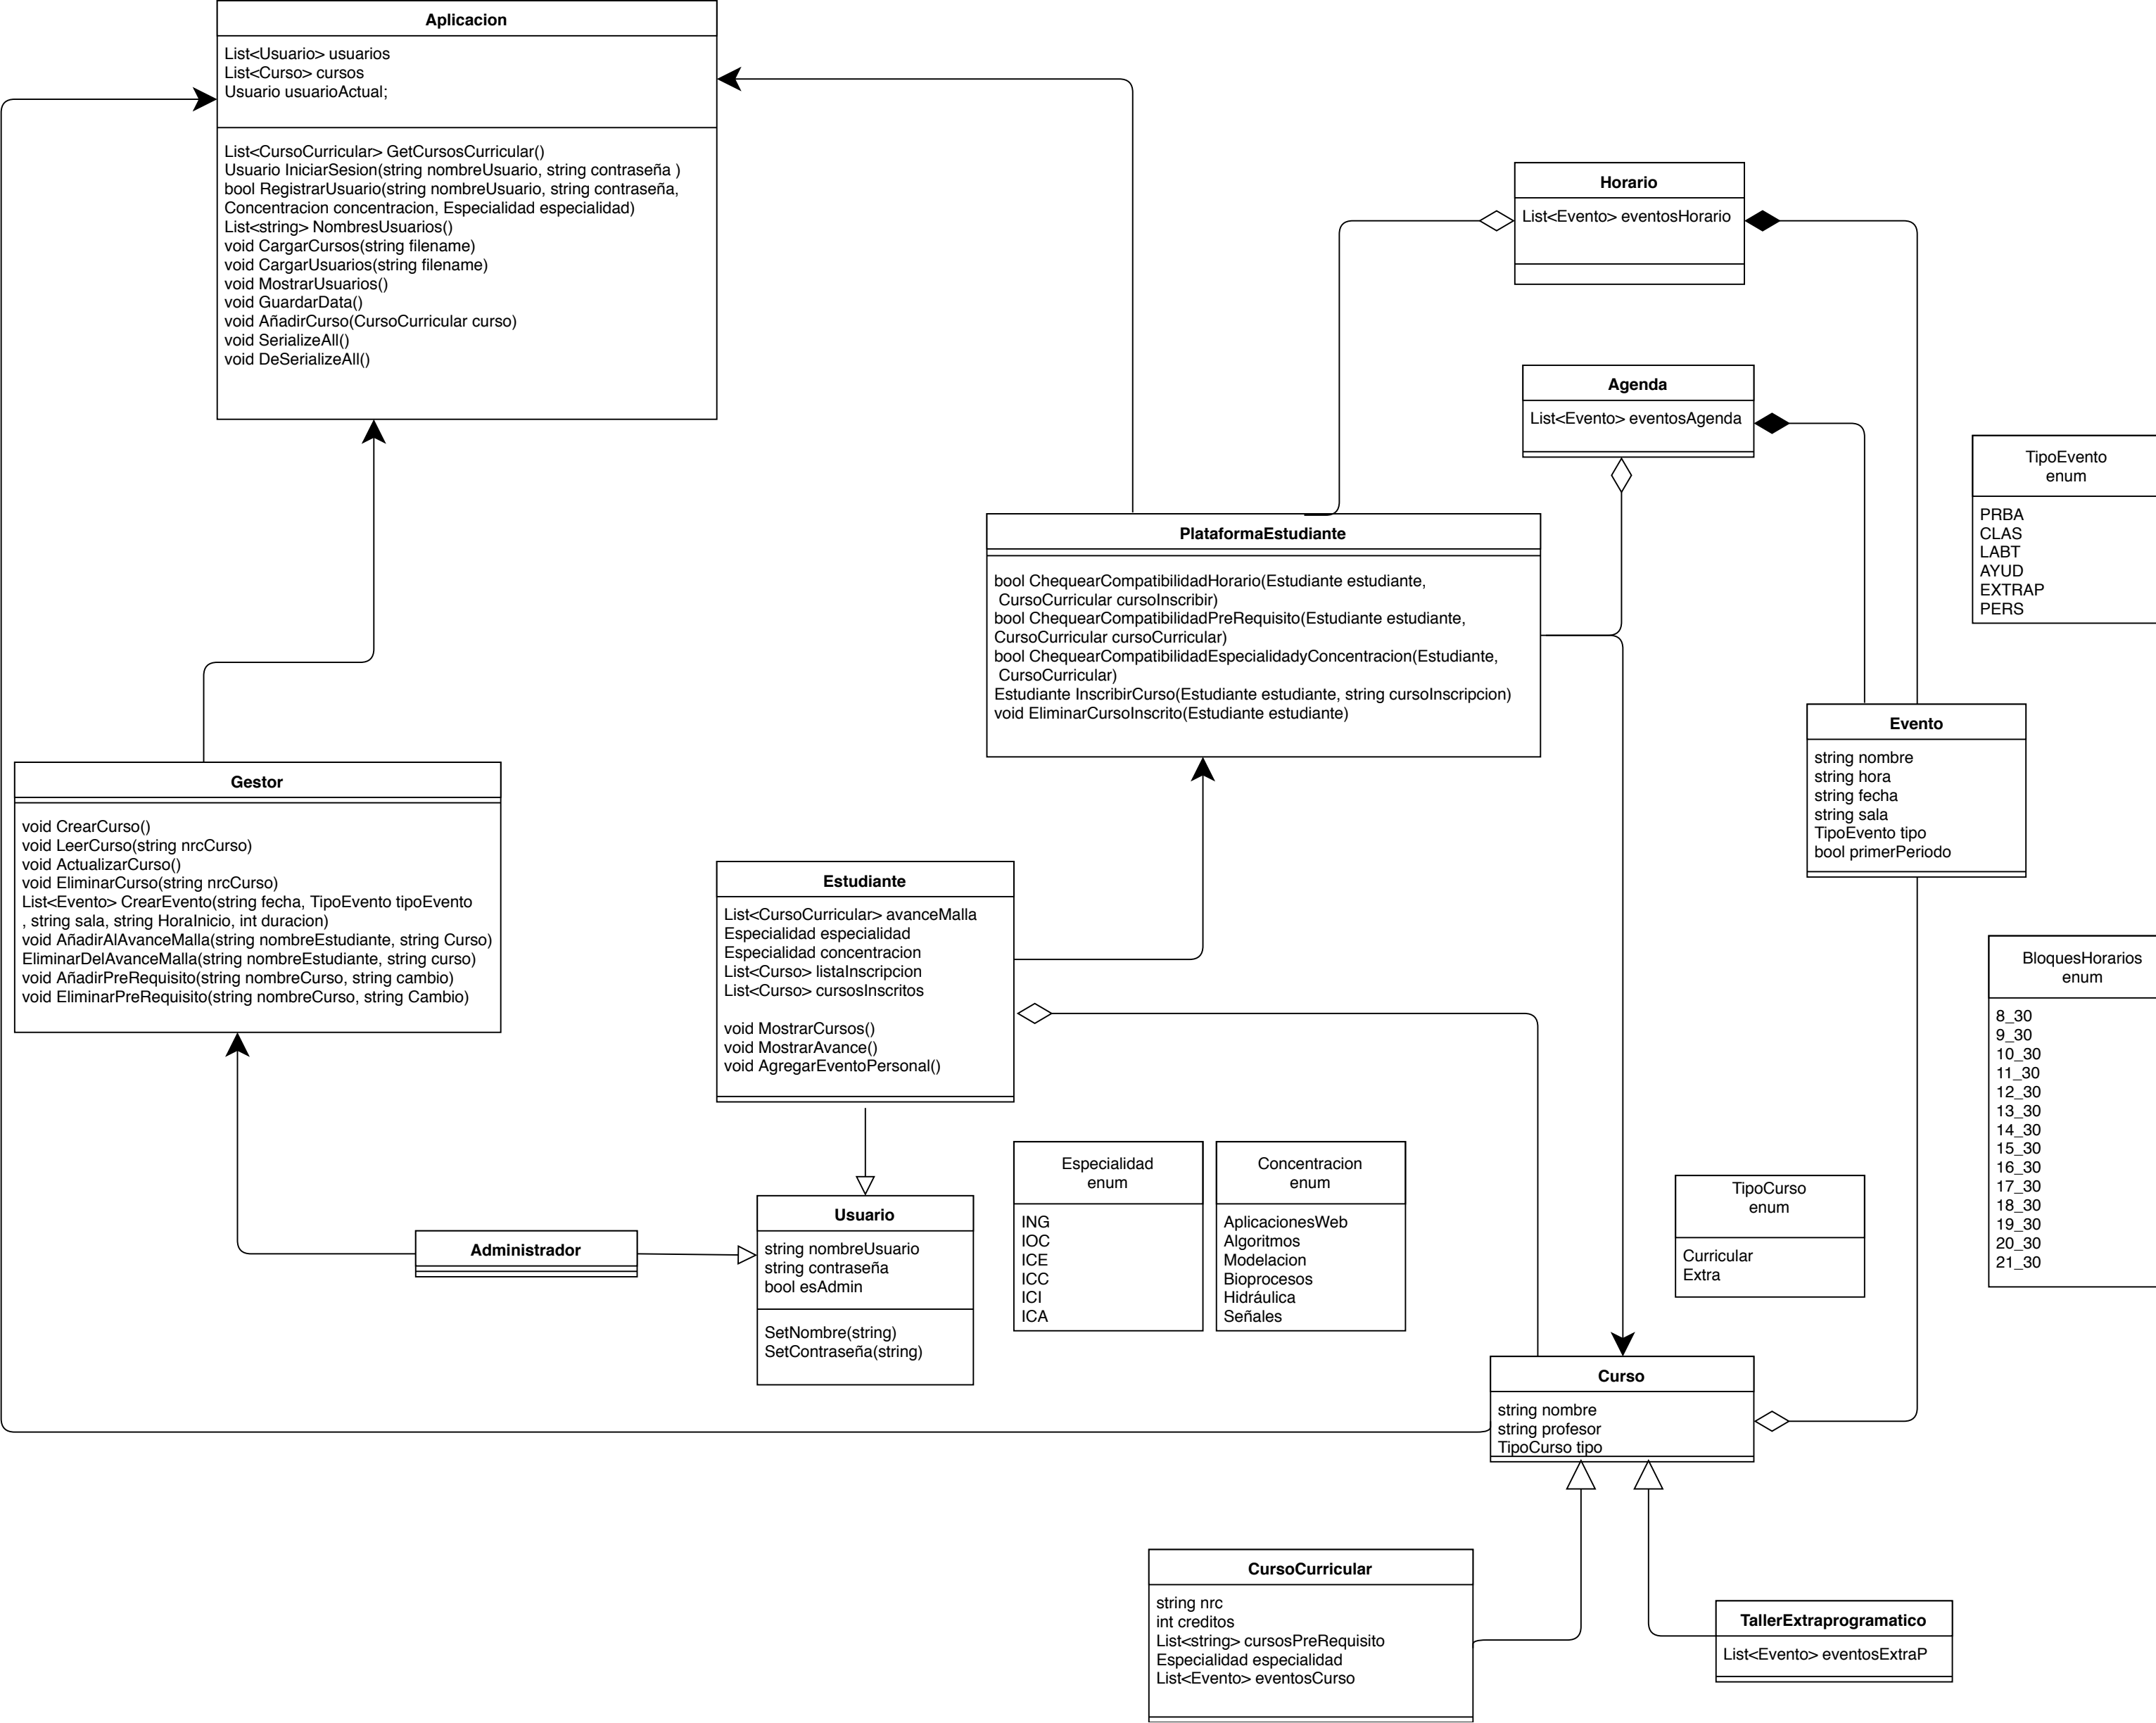 Aplicacion
List<Usuario> usuarios
List<Curso> cursos
Usuario usuarioActual;
List<CursoCurricular> GetCursosCurricular()
Usuario IniciarSesion(string nombreUsuario, string contraseña )
bool RegistrarUsuario(string nombreUsuario, string contraseña,
Concentracion concentracion, Especialidad especialidad)
List<string> NombresUsuarios()
void CargarCursos(string filename)
void CargarUsuarios(string filename)
void MostrarUsuarios()
void GuardarData()
void AñadirCurso(CursoCurricular curso)
void SerializeAll()
void DeSerializeAll()
Horario
List<Evento> eventosHorario
Agenda
List<Evento> eventosAgenda
TipoEvento
enum
PRBA
CLAS
LABT
AYUD
EXTRAP
PERS
PlataformaEstudiante
bool ChequearCompatibilidadHorario(Estudiante estudiante,
CursoCurricular cursoInscribir)
bool ChequearCompatibilidadPreRequisito(Estudiante estudiante,
CursoCurricular cursoCurricular)
bool ChequearCompatibilidadEspecialidadyConcentracion(Estudiante,
CursoCurricular)
Estudiante InscribirCurso(Estudiante estudiante, string cursoInscripcion)
void EliminarCursoInscrito(Estudiante estudiante)
Evento
string nombre
string hora
string fecha
string sala
TipoEvento tipo
bool primerPeriodo
Gestor
void CrearCurso()
void LeerCurso(string nrcCurso)
void ActualizarCurso()
void EliminarCurso(string nrcCurso)
List<Evento> CrearEvento(string fecha, TipoEvento tipoEvento
, string sala, string HoraInicio, int duracion)
void AñadirAlAvanceMalla(string nombreEstudiante, string Curso)
EliminarDelAvanceMalla(string nombreEstudiante, string curso)
void AñadirPreRequisito(string nombreCurso, string cambio)
void EliminarPreRequisito(string nombreCurso, string Cambio)
Estudiante
List<CursoCurricular> avanceMalla
Especialidad especialidad
Especialidad concentracion
List<Curso> listaInscripcion
List<Curso> cursosInscritos
void MostrarCursos()
void MostrarAvance()
void AgregarEventoPersonal()
BloquesHorarios
enum
8_30
9_30
10_30
11_30
12_30
13_30
14_30
15_30
16_30
17_30
18_30
19_30
20_30
21_30
Especialidad
enum
ING
IOC
ICE
ICC
ICI
ICA
Concentracion
enum
AplicacionesWeb
Algoritmos
Modelacion
Bioprocesos
Hidráulica
Señales
TipoCurso
enum
Curricular
Extra
Administrador
Usuario
string nombreUsuario
string contraseña
bool esAdmin
SetNombre(string)
SetContraseña(string)
Curso
string nombre
string profesor
TipoCurso tipo
CursoCurricular
string nrc
int creditos
List<string> cursosPreRequisito
Especialidad especialidad
List<Evento> eventosCurso
TallerExtraprogramatico
List<Evento> eventosExtraP